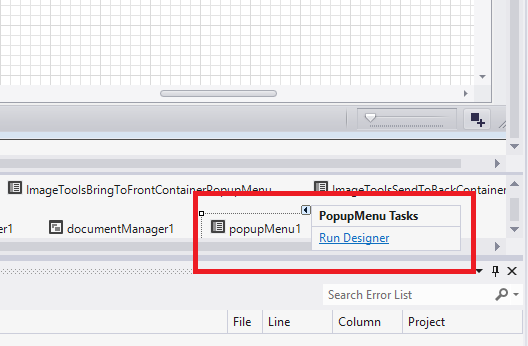 ImageToolsBringToFrontContainerPopupMenu
ImageToolsSendToBackContainer
er1
documentManager1
popupMenu1
PopupMenu Tasks
Run Designer
Search Error List
File
Line
Column
Project